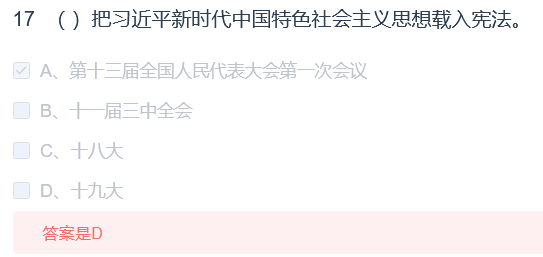 17 （ ）把习近平新时代中国特色社会主义思想载入宪法。
A、第十三届全国人民代表大会第一次会议
B、十一届三中全会
C、十八大
D、十九大
答案是D